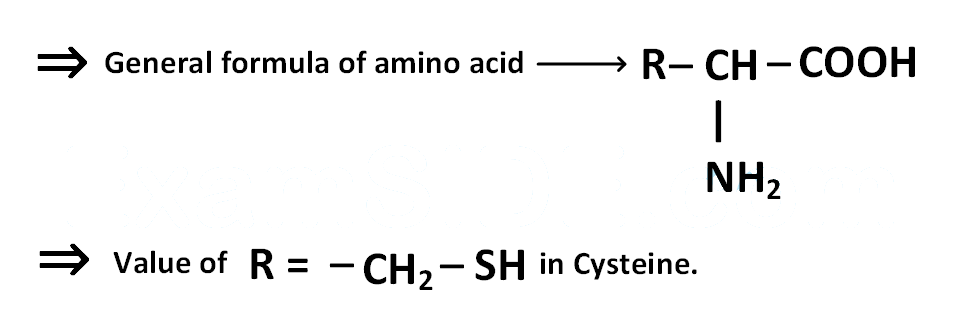 ⇒ General formula of amino acid ⟶ R– CH – COOH
|
NH₂
⇒ Value of R = – CH₂ – SH in Cysteine.